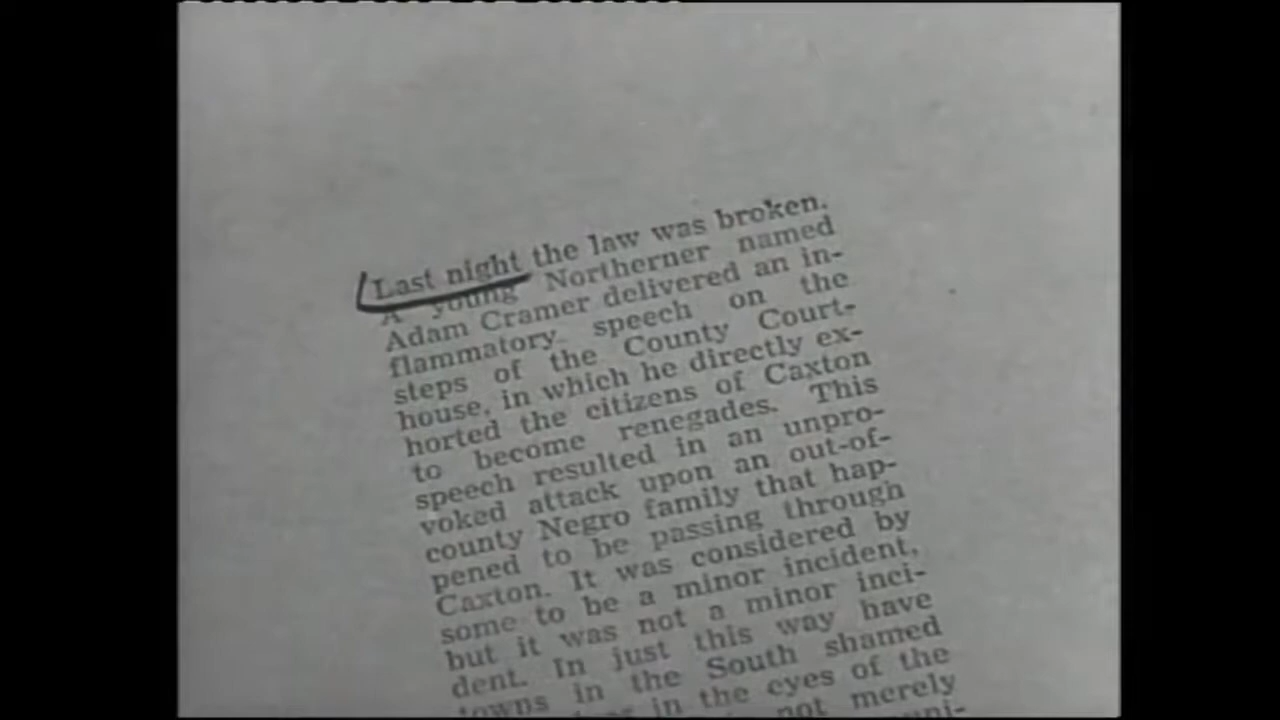 Last night the law was broken.
A young Northerner named
Adam Cramer delivered an in-
flammatory speech on the
steps of the County Court-
house, in which he directly ex-
horted the citizens of Caxton
to become renegades. This
speech resulted in an unpro-
voked attack upon an out-of-
county Negro family that hap-
pened to be passing through
Caxton. It was considered by
some to be a minor incident,
but it was not a minor inci-
dent. In just this way have
towns in the South shamed
in the eyes of the
not merely